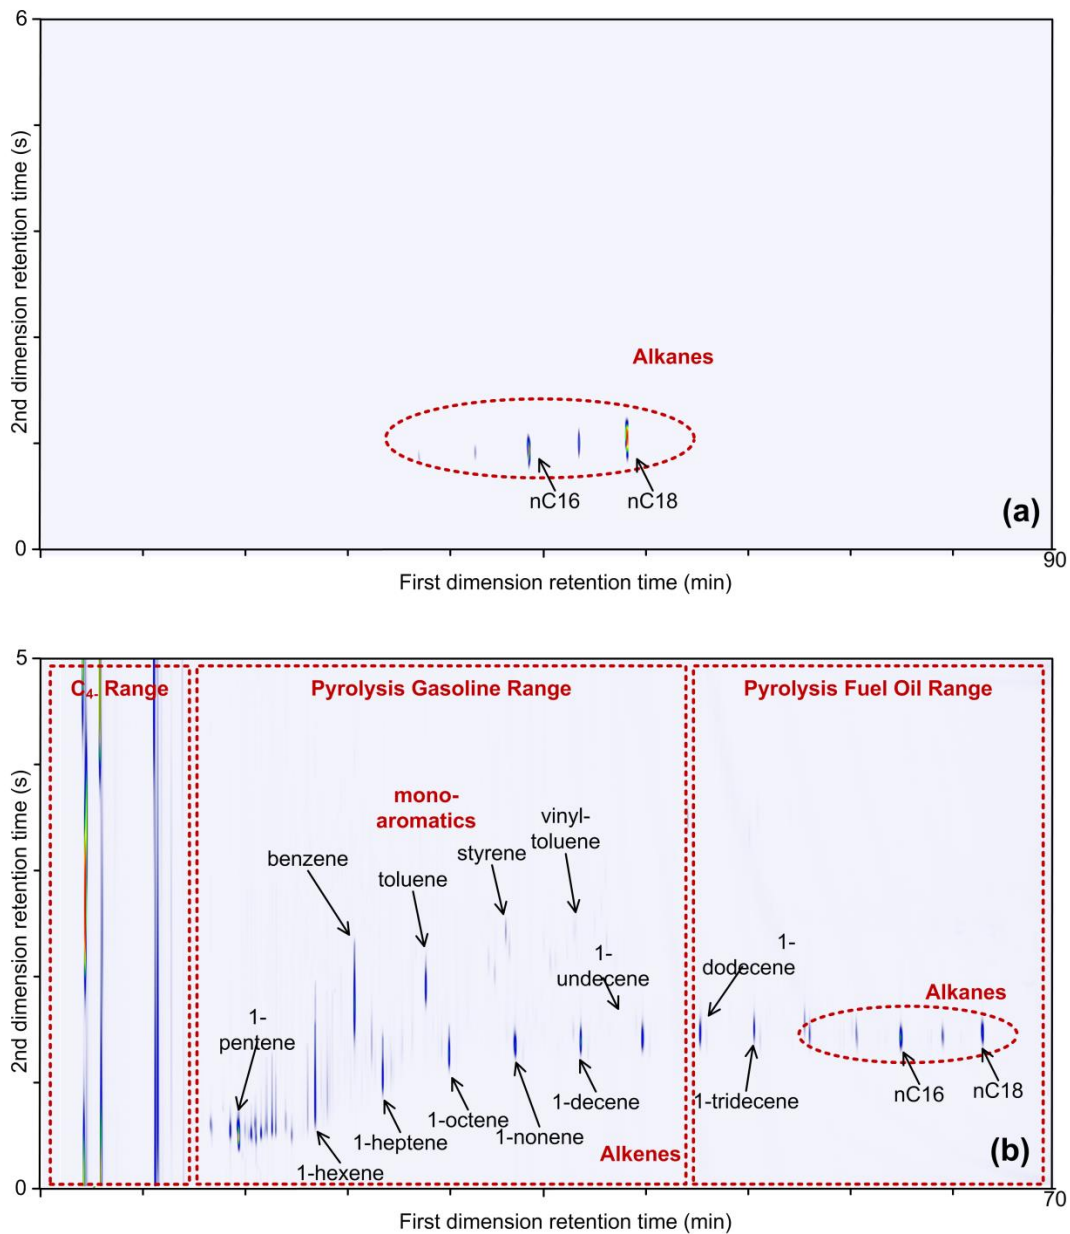 6
2nd dimension retention time (s)
Alkanes
nC16
nC18
(a)
0
90
First dimension retention time (min)
5
C4- Range
Pyrolysis Gasoline Range
Pyrolysis Fuel Oil Range
2nd dimension retention time (s)
mono-
aromatics
vinyl-
toluene
styrene
benzene
toluene
1-
undecene
1-
dodecene
Alkanes
1-
pentene
nC16
nC18
1-tridecene
1-decene
1-octene
1-nonene
1-heptene
1-hexene
Alkenes
(b)
0
70
First dimension retention time (min)